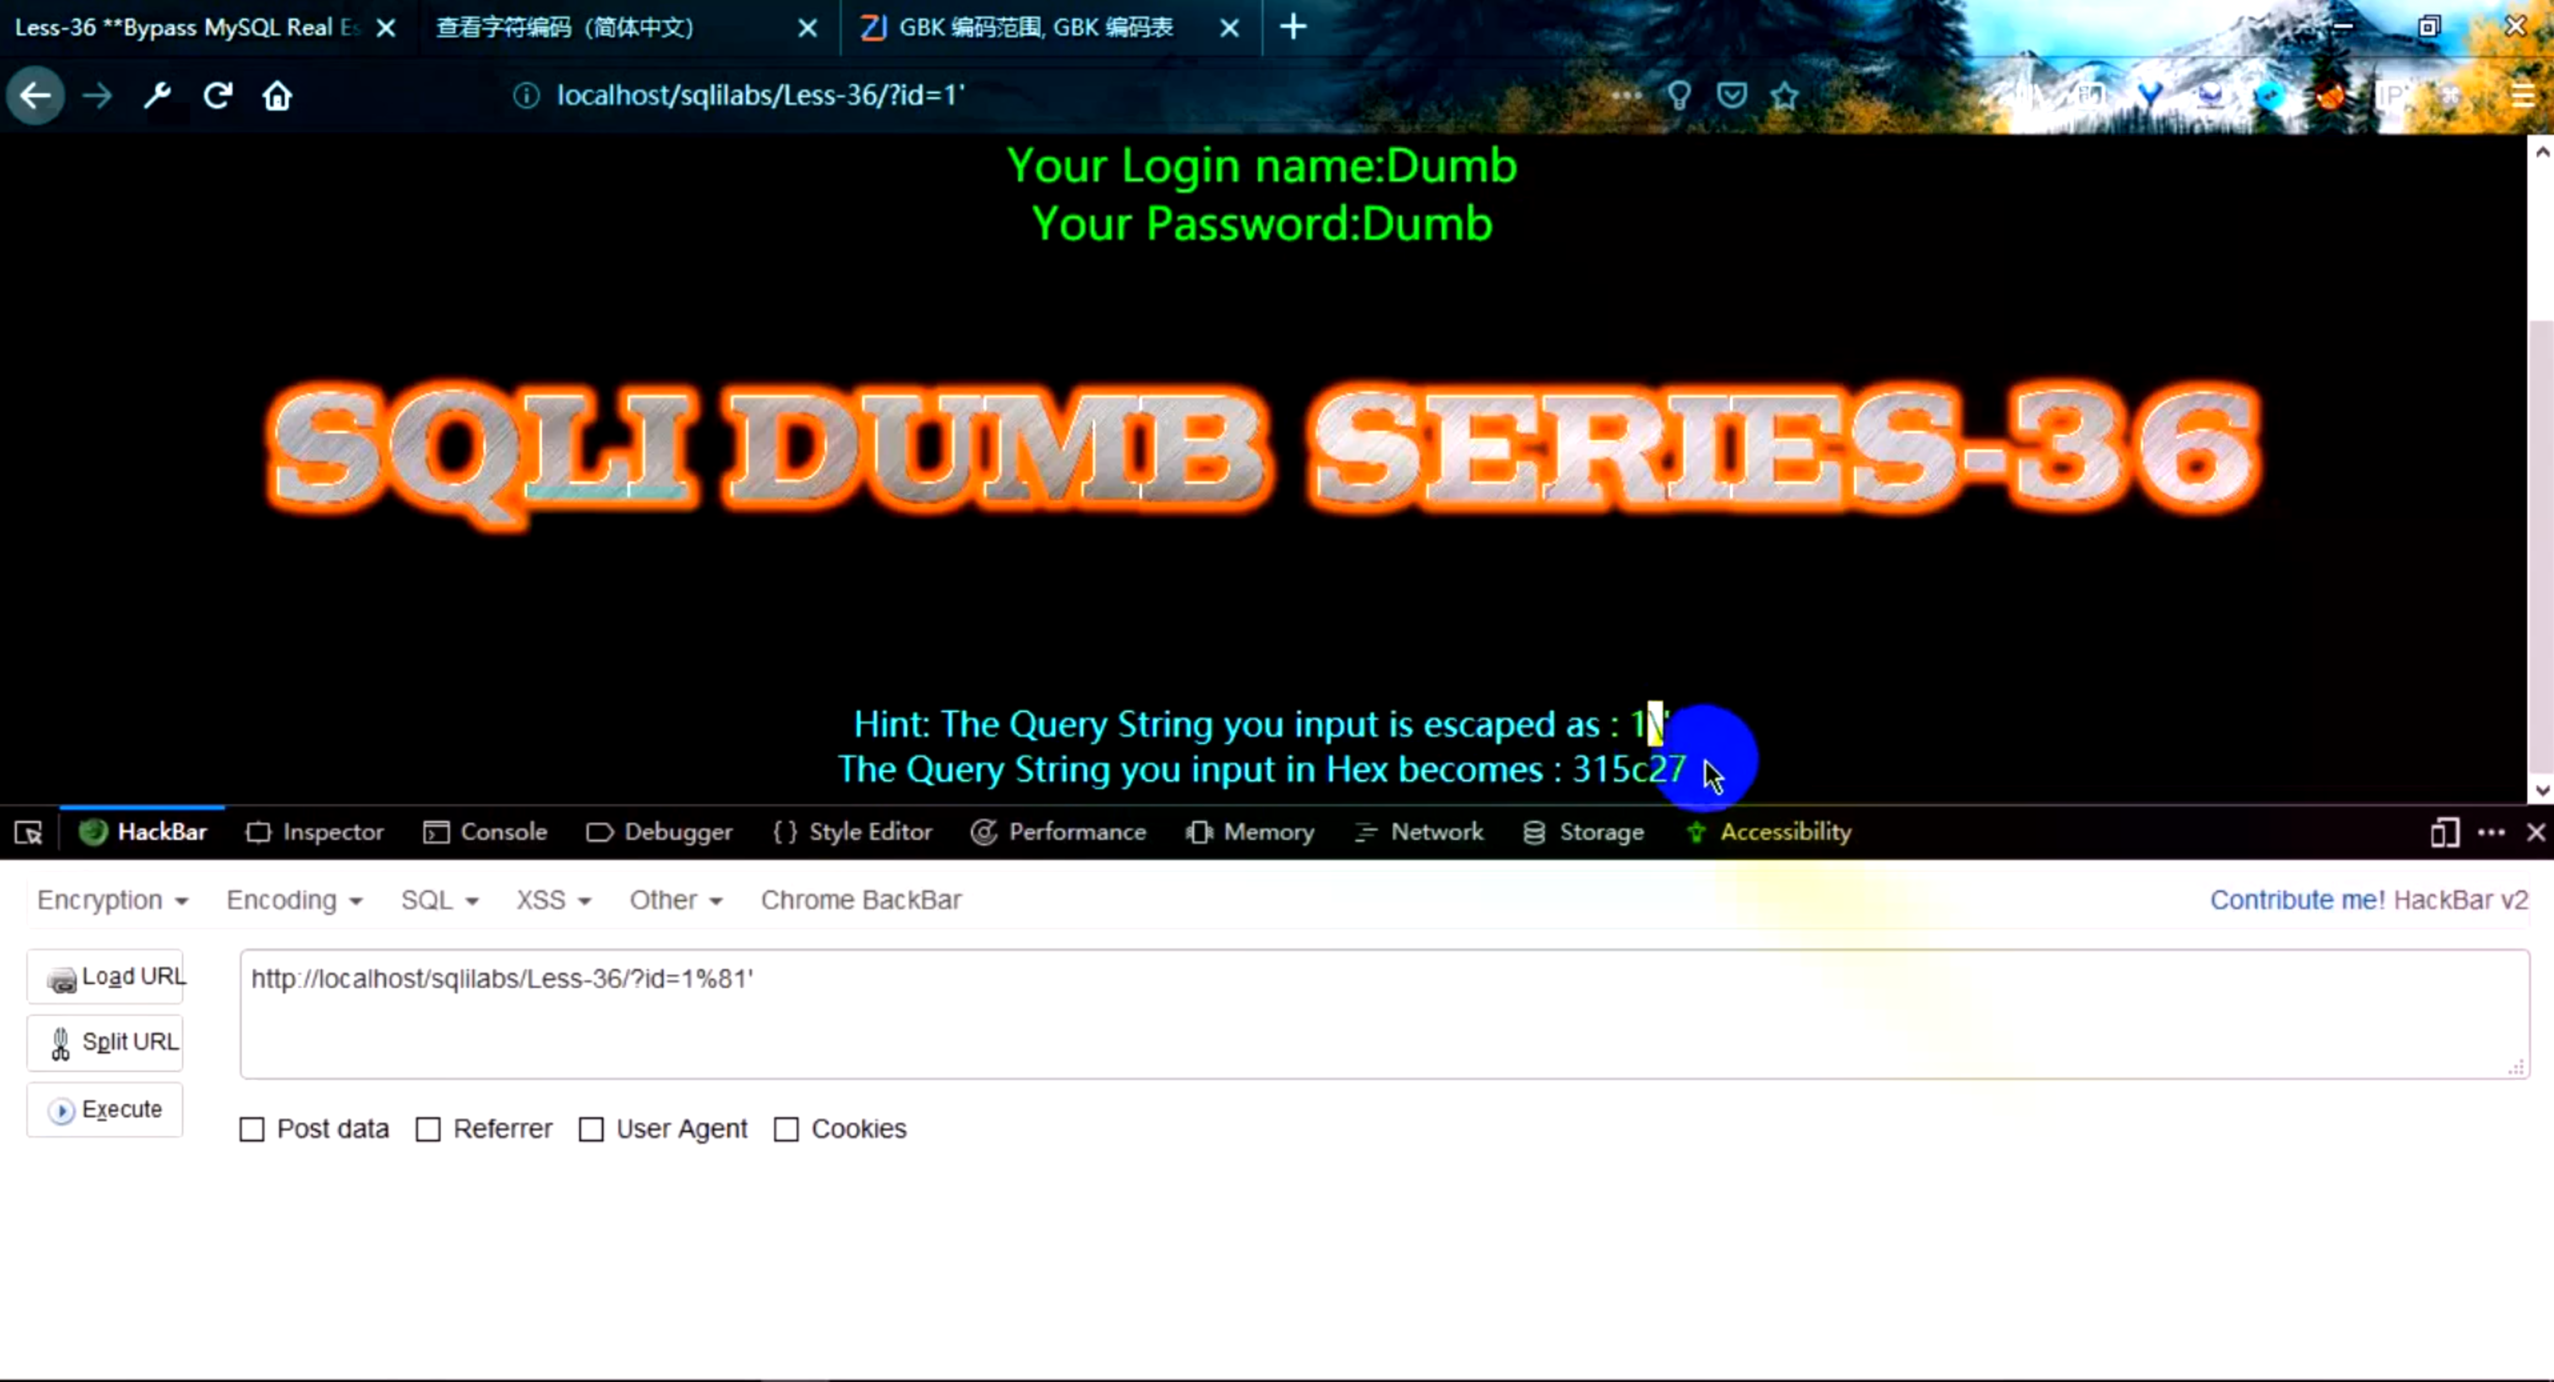 Less-36 **Bypass MySQL Real Es
查看字符编码（简体中文）
GBK 编码范围, GBK 编码表
localhost/sqlilabs/Less-36/?id=1'
Your Login name:Dumb
Your Password:Dumb
SQLI DUMB SERIES-36
Hint: The Query String you input is escaped as : 1\'
The Query String you input in Hex becomes : 315c27
HackBar Inspector Console Debugger { } Style Editor Performance Memory Network Storage Accessibility
Encryption Encoding SQL XSS Other Chrome BackBar Contribute me! HackBar v2
Load URL
http://localhost/sqlilabs/Less-36/?id=1%81'
Split URL
Execute
Post data Referrer User Agent Cookies